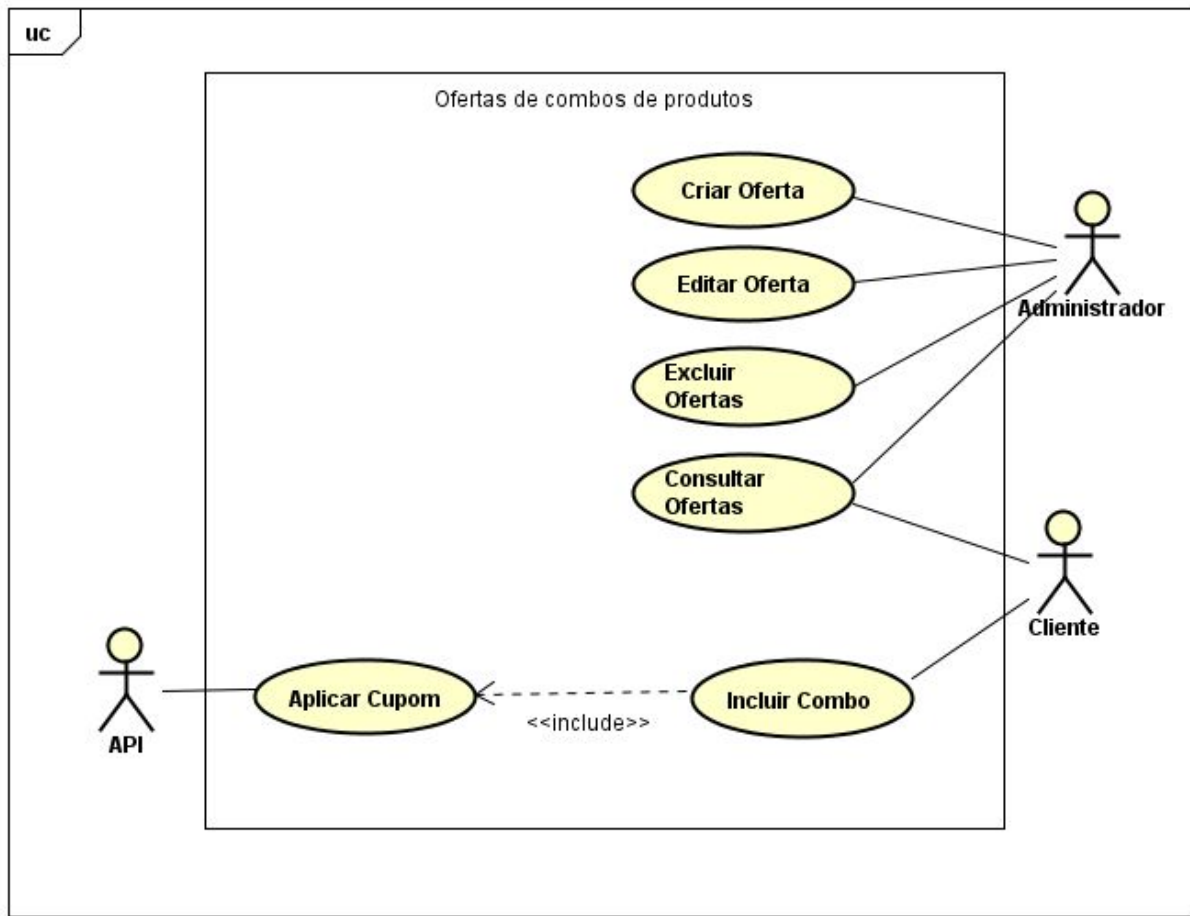 uc
Ofertas de combos de produtos
Criar Oferta
Editar Oferta
Administrador
Excluir
Ofertas
Consultar
Ofertas
Cliente
API
Aplicar Cupom
<<include>>
Incluir Combo